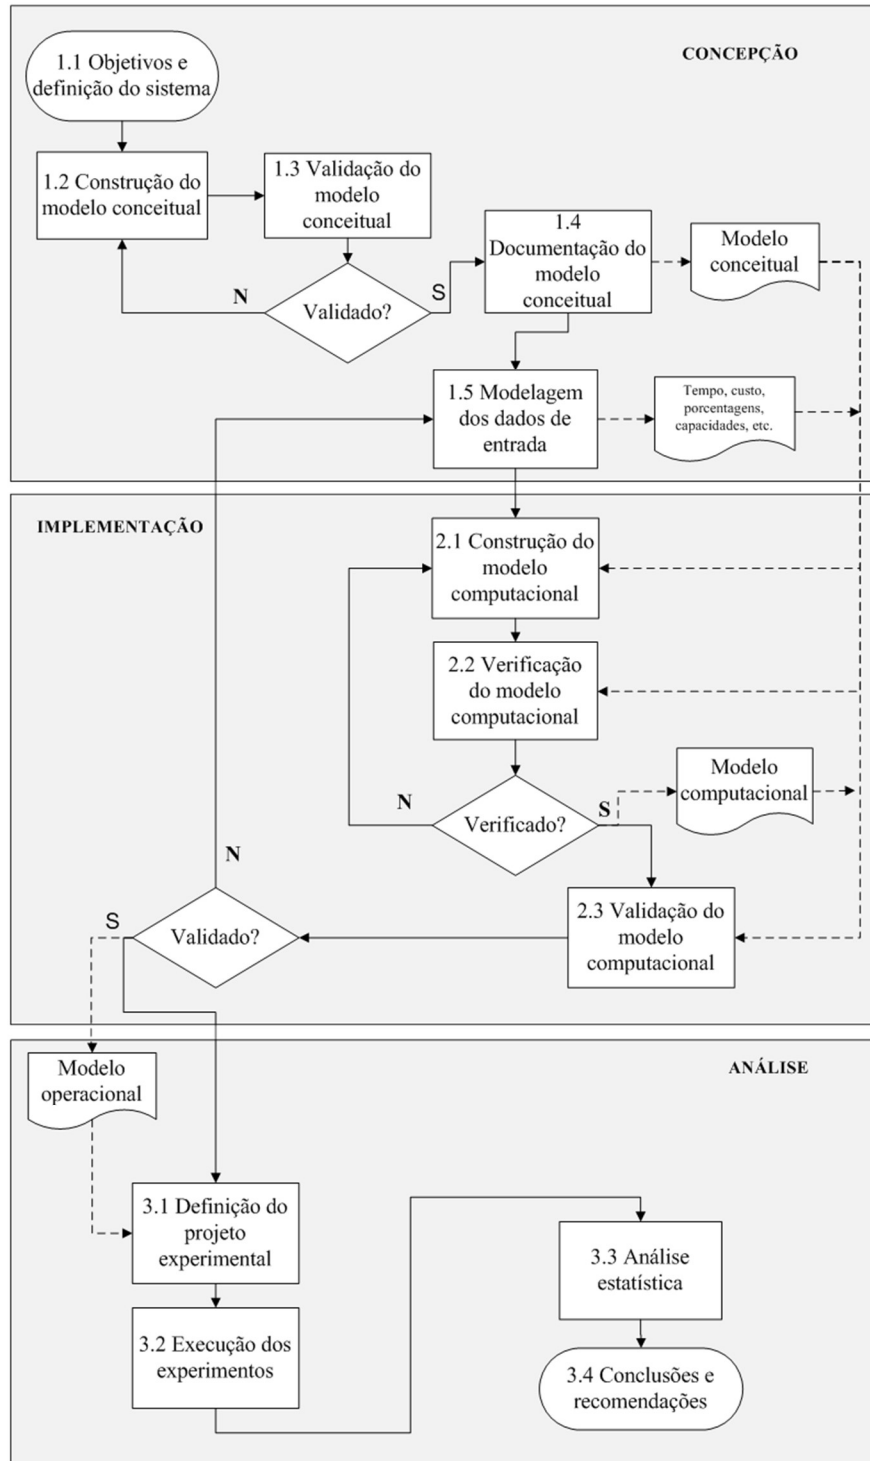 CONCEPÇÃO
1.1 Objetivos e
definição do sistema
1.2 Construção do
modelo conceitual
1.3 Validação do
modelo
conceitual
Validado?
N
S
1.4
Documentação do
modelo
conceitual
Modelo
conceitual
1.5 Modelagem
dos dados de
entrada
Tempo, custo,
porcentagens,
capacidades, etc.
IMPLEMENTAÇÃO
2.1 Construção do
modelo
computacional
2.2 Verificação
do modelo
computacional
Verificado?
N
S
Modelo
computacional
2.3 Validação do
modelo
computacional
Validado?
N
S
ANÁLISE
Modelo
operacional
3.1 Definição do
projeto
experimental
3.2 Execução dos
experimentos
3.3 Análise
estatística
3.4 Conclusões e
recomendações